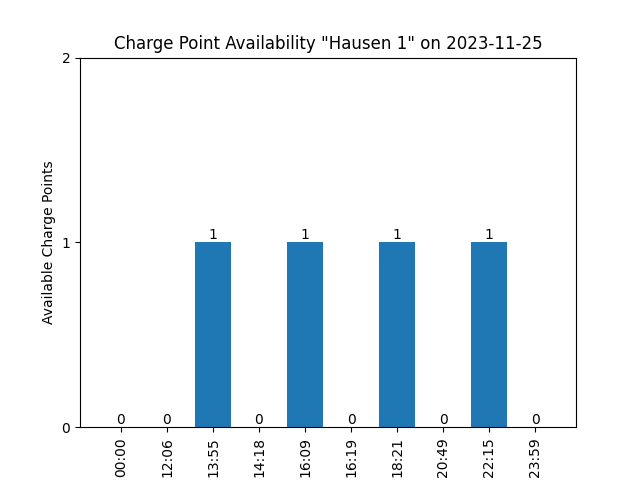 Charge Point Availability "Hausen 1" on 2023-11-25
Available Charge Points
2
1
0
0 0 1 0 1 0 1 0 1 0
00:00 12:06 13:55 14:18 16:09 16:19 18:21 20:49 22:15 23:59